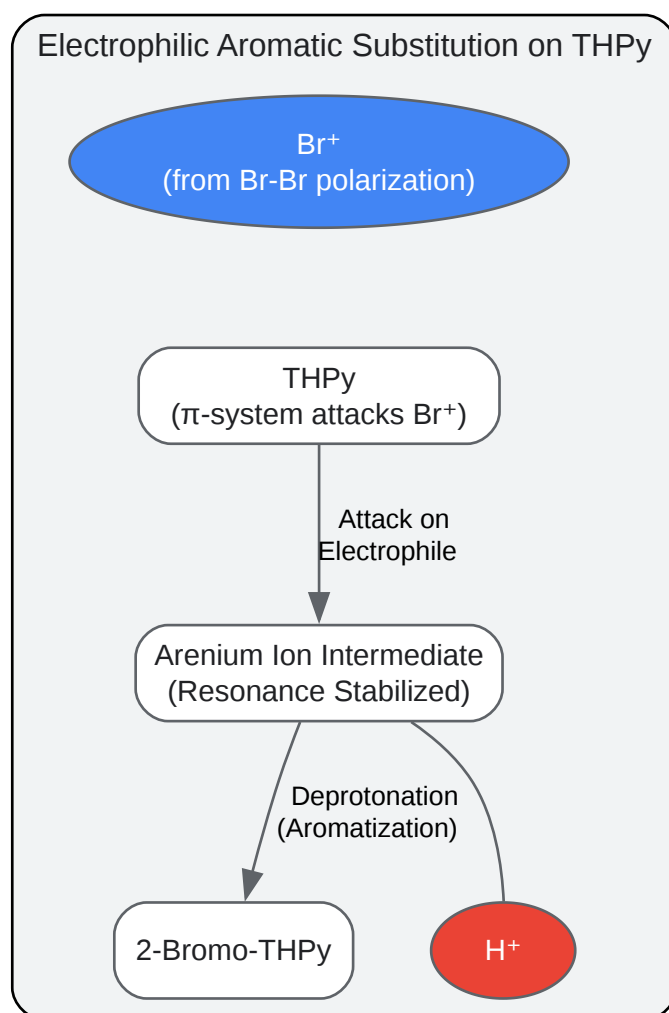 Electrophilic Aromatic Substitution on THPy
Br⁺
(from Br-Br polarization)
THPy
(π-system attacks Br⁺)
Attack on
Electrophile
Arenium Ion Intermediate
(Resonance Stabilized)
Deprotonation
(Aromatization)
2-Bromo-THPy
H⁺